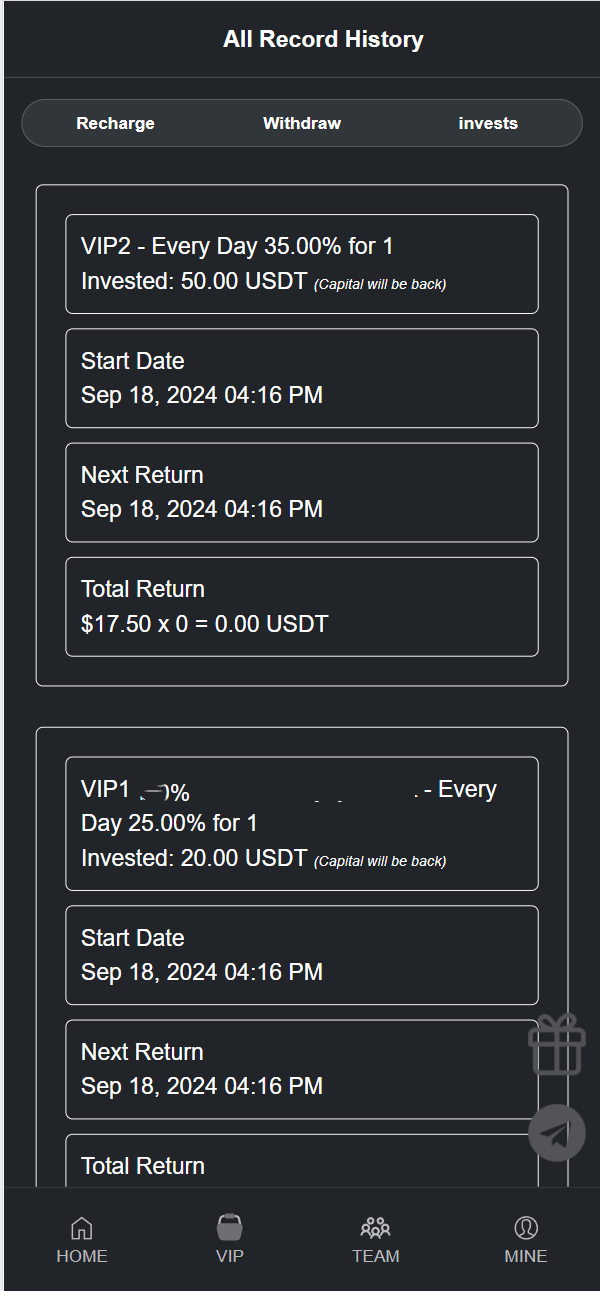 All Record History
Recharge Withdraw invests
VIP2 - Every Day 35.00% for 1
Invested: 50.00 USDT (Capital will be back)
Start Date
Sep 18, 2024 04:16 PM
Next Return
Sep 18, 2024 04:16 PM
Total Return
$17.50 x 0 = 0.00 USDT
VIP1 - Every
Day 25.00% for 1
Invested: 20.00 USDT (Capital will be back)
Start Date
Sep 18, 2024 04:16 PM
Next Return
Sep 18, 2024 04:16 PM
Total Return
HOME VIP TEAM MINE